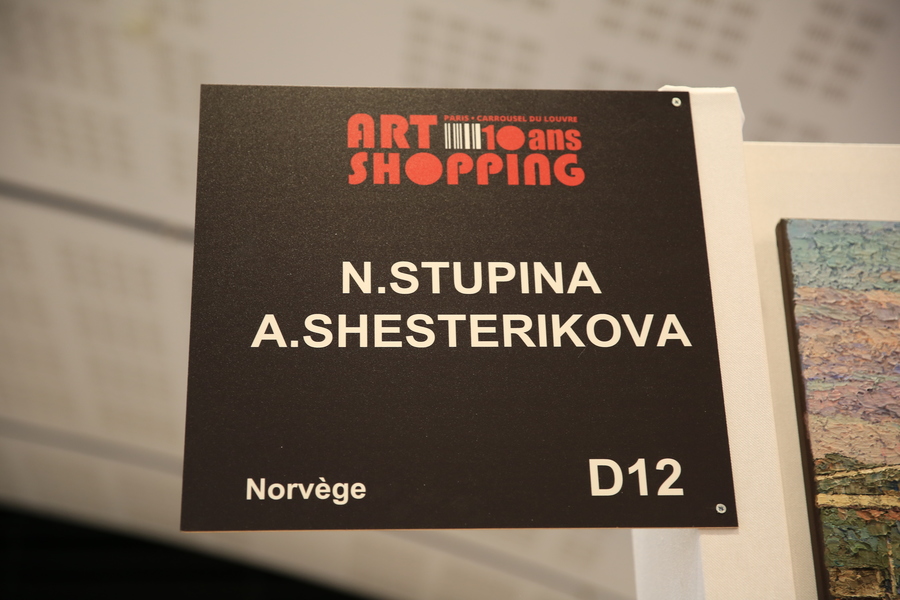 ART PARIS • CARROUSEL DU LOUVRE
10ans
SHOPPING
N.STUPINA
A.SHESTERIKOVA
Norvège
D12